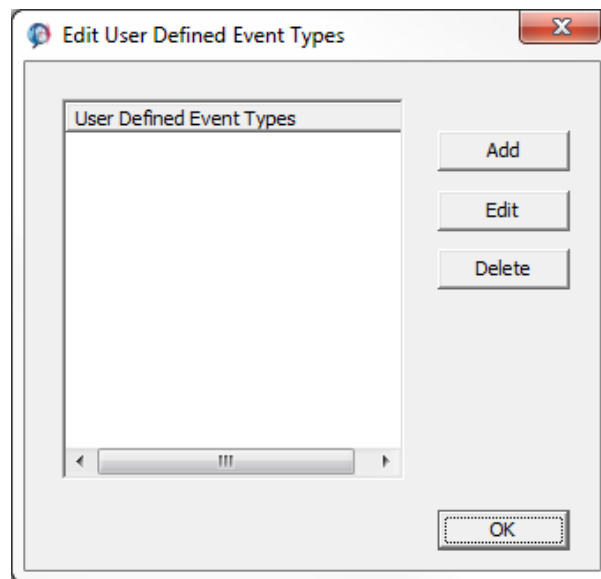 Edit User Defined Event Types
User Defined Event Types
Add
Edit
Delete
OK